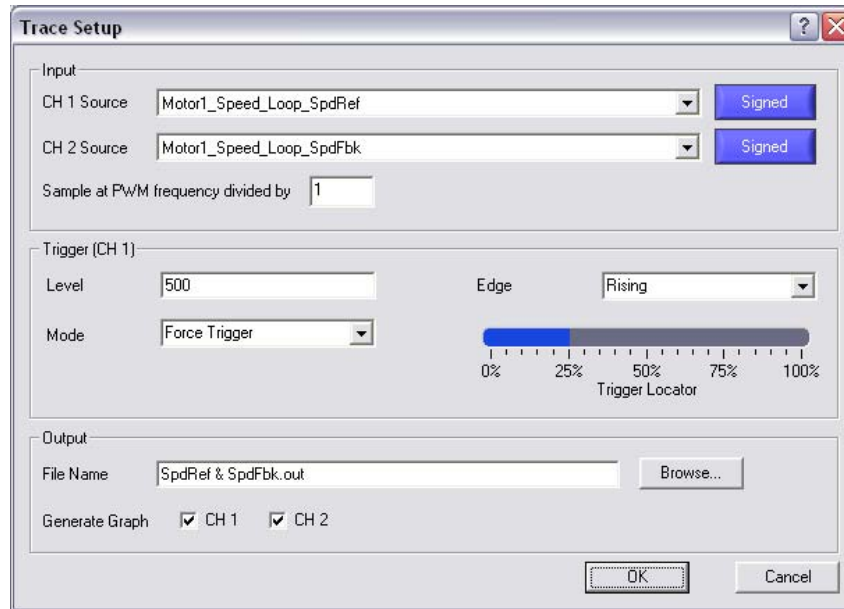 Trace Setup
Input
CH 1 Source Motor1_Speed_Loop_SpdRef Signed
CH 2 Source Motor1_Speed_Loop_SpdFbk Signed
Sample at PWM frequency divided by 1
Trigger (CH 1)
Level 500 Edge Rising
Mode Force Trigger
0% 25% 50% 75% 100%
Trigger Locator
Output
File Name SpdRef & SpdFbk.out Browse...
Generate Graph CH 1 CH 2
OK Cancel